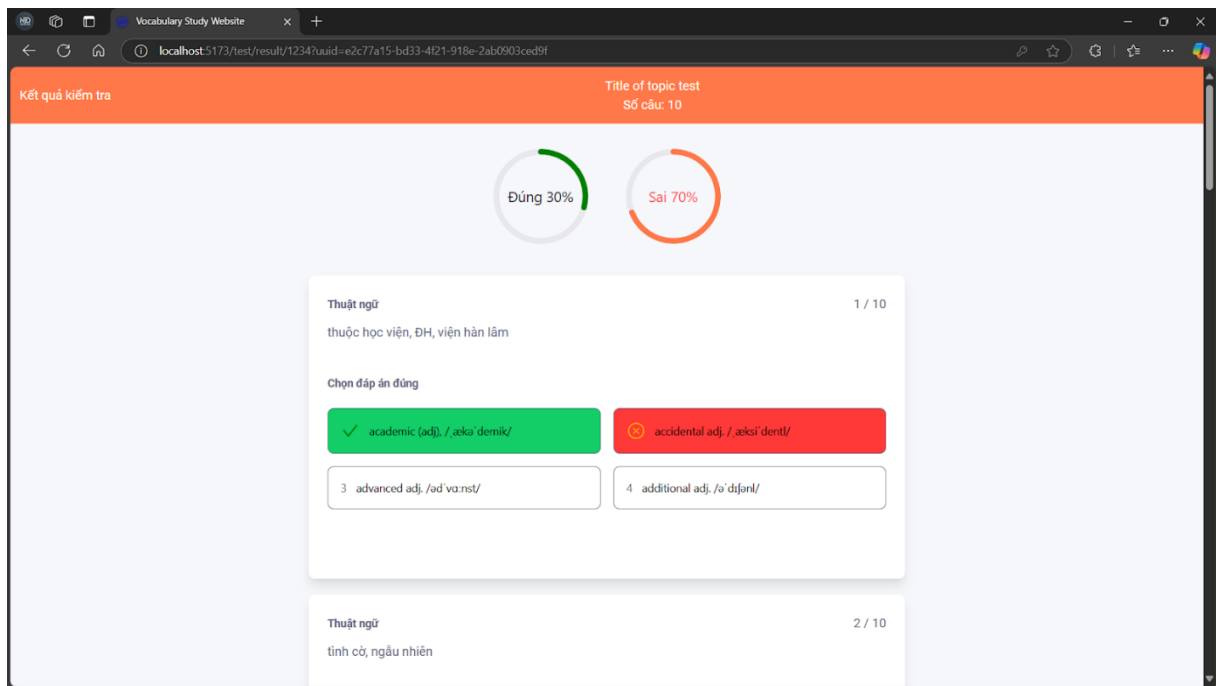 Vocabulary Study Website
localhost:5173/test/result/1234?uuid=e2c77a15-bd33-4f21-918e-2ab0903ced9f
Kết quả kiểm tra
Title of topic test
Số câu: 10
Đúng 30%
Sai 70%
Thuật ngữ
1 / 10
thuộc học viện, ĐH, viện hàn lâm
Chọn đáp án đúng
academic (adj), /ˌækəˈdemik/
accidental adj. /ˌæksiˈdentl/
3 advanced adj. /ədˈvɑ:nst/
4 additional adj. /əˈdɪʃənl/
Thuật ngữ
2 / 10
tình cờ, ngẫu nhiên